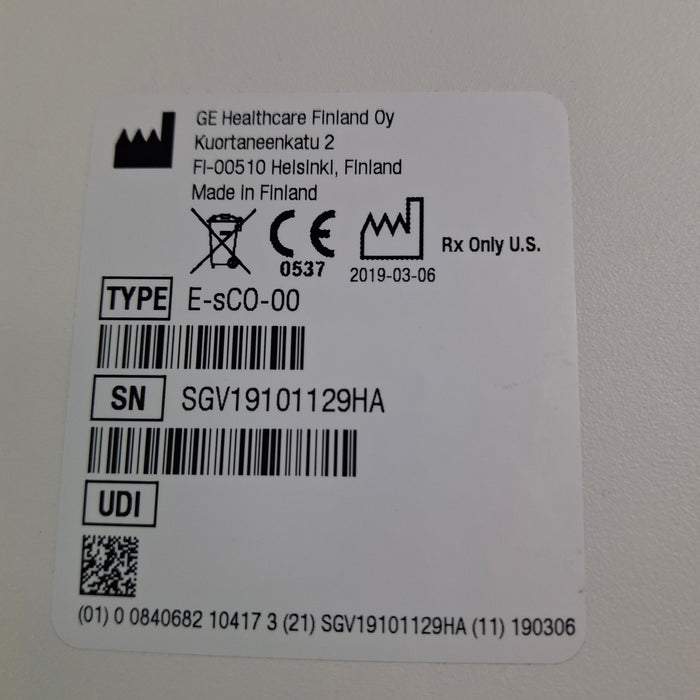 GE Healthcare Finland Oy
Kuortaneenkatu 2
FI-00510 Helsinki, Finland
Made in Finland
CE
0537
2019-03-06
Rx Only U.S.
TYPE E-sCO-00
SN SGV19101129HA
UDI
(01) 0 0840682 10417 3 (21) SGV19101129HA (11) 190306